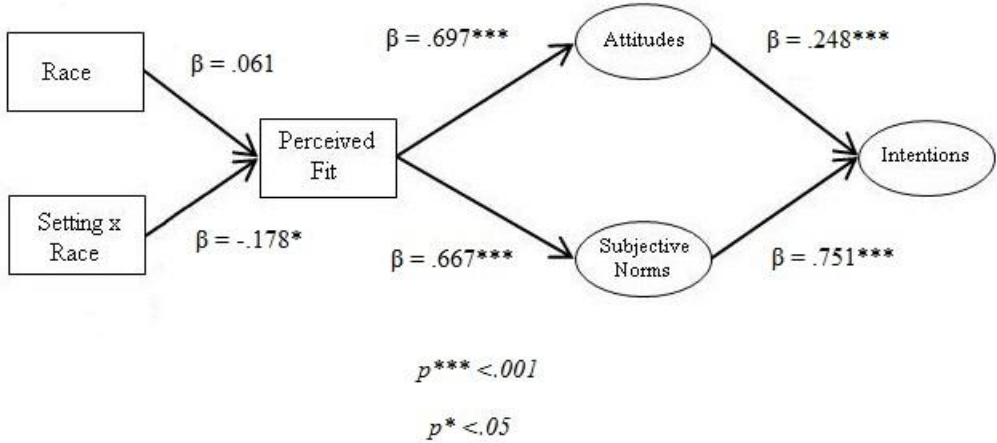 Race
β = .061
Setting x
Race
β = -.178*
Perceived
Fit
β = .697***
β = .667***
Attitudes
Subjective
Norms
β = .248***
β = .751***
Intentions
p*** <.001
p* <.05